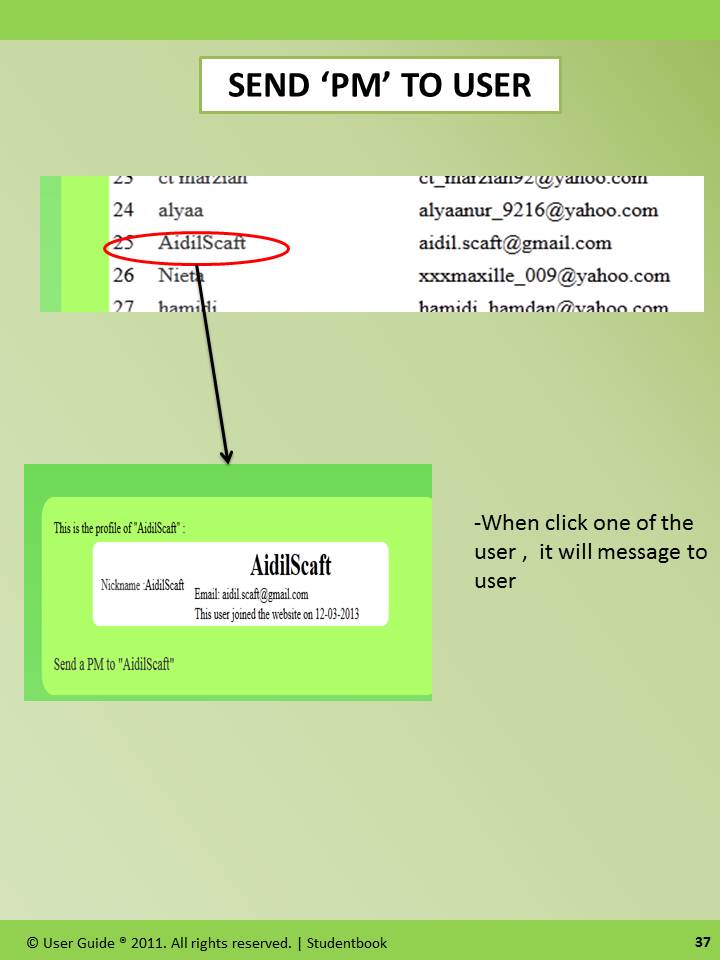 SEND ‘PM’ TO USER
23 ct marzian ct_marzian92@yahoo.com
24 alyaa alyaanur_9216@yahoo.com
25 AidilScaft aidil.scaft@gmail.com
26 Nieta xxxmaxille_009@yahoo.com
27 hamidi hamidi_hamdan@yahoo.com
This is the profile of "AidilScaft" :
AidilScaft
Nickname :AidilScaft
Email: aidil.scaft@gmail.com
This user joined the website on 12-03-2013
Send a PM to "AidilScaft"
-When click one of the
user , it will message to
user
© User Guide ® 2011. All rights reserved. | Studentbook
37